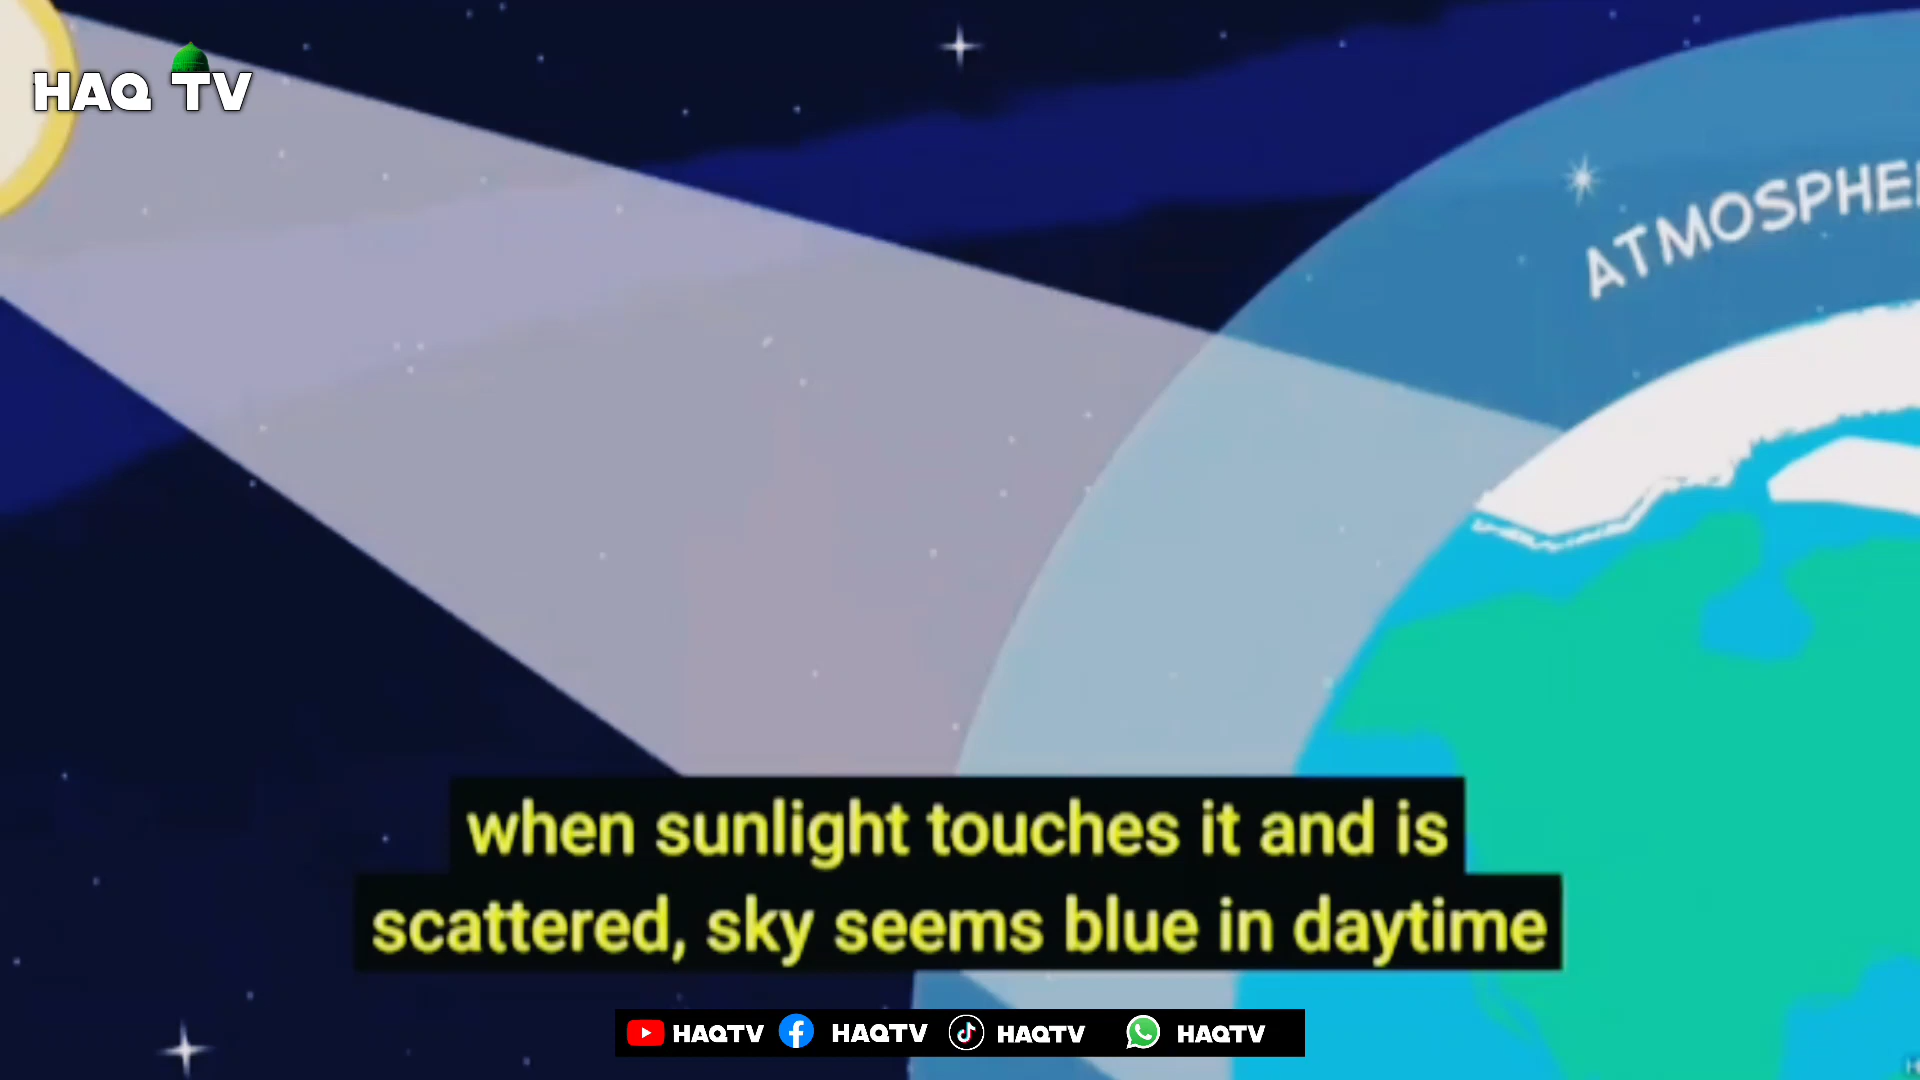 HAQ TV
ATMOSPHE
when sunlight touches it and is
scattered, sky seems blue in daytime
HAQTV HAQTV HAQTV HAQTV